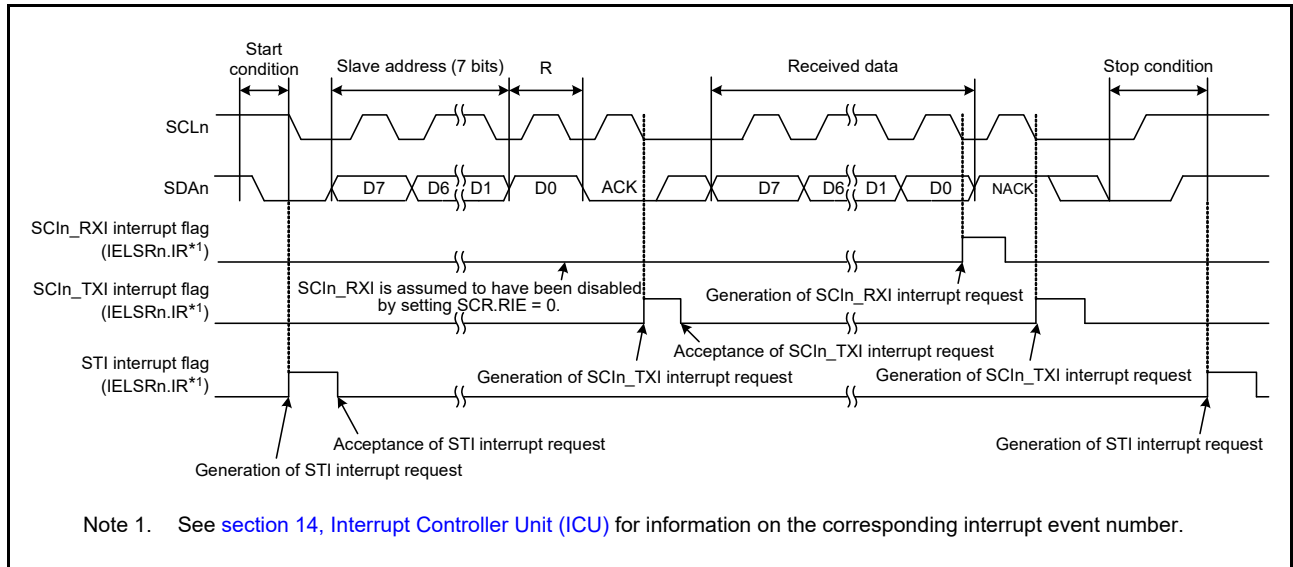 Start
condition
Slave address (7 bits)
R
Received data
Stop condition
SCLn
SDAn
D7
D6
D1
D0
ACK
D7
D6
D1
D0
NACK
SCIn_RXI interrupt flag
(IELSRn.IR*1)
SCIn_RXI is assumed to have been disabled
by setting SCR.RIE = 0.
Generation of SCIn_RXI interrupt request
SCIn_TXI interrupt flag
(IELSRn.IR*1)
Acceptance of SCIn_TXI interrupt request
Generation of SCIn_TXI interrupt request
Generation of SCIn_TXI interrupt request
STI interrupt flag
(IELSRn.IR*1)
Acceptance of STI interrupt request
Generation of STI interrupt request
Generation of STI interrupt request
Note 1. See section 14, Interrupt Controller Unit (ICU) for information on the corresponding interrupt event number.